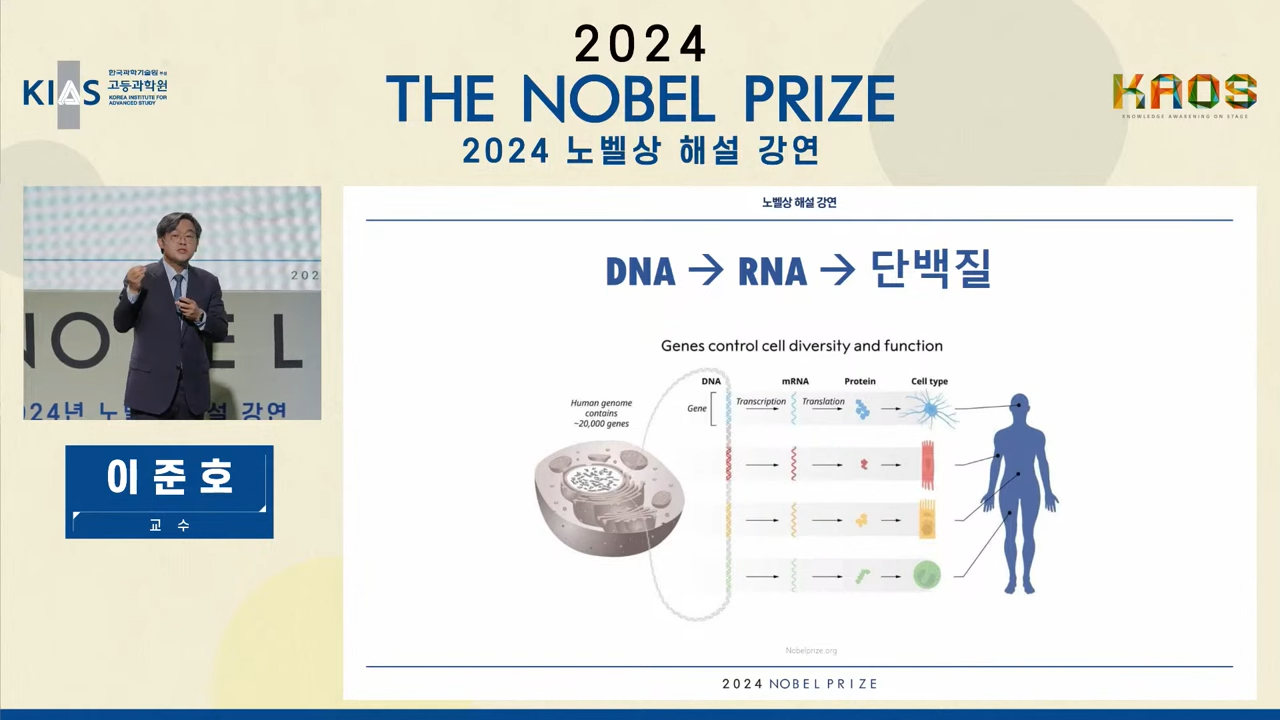 2024
THE NOBEL PRIZE
2024 노벨상 해설 강연
KIAS
한국과학기술원 부설
고등과학원
KOREA INSTITUTE FOR
ADVANCED STUDY
KAOS
KNOWLEDGE AWAKENING ON STAGE
202
NO E L
24년 노 설 강연
이준호
교 수
노벨상 해설 강연
DNA → RNA → 단백질
Genes control cell diversity and function
DNA
mRNA
Protein
Cell type
Human genome
contains
~20,000 genes
Gene
Transcription
Translation
Nobelprize.org
2024 NOBEL PRIZE